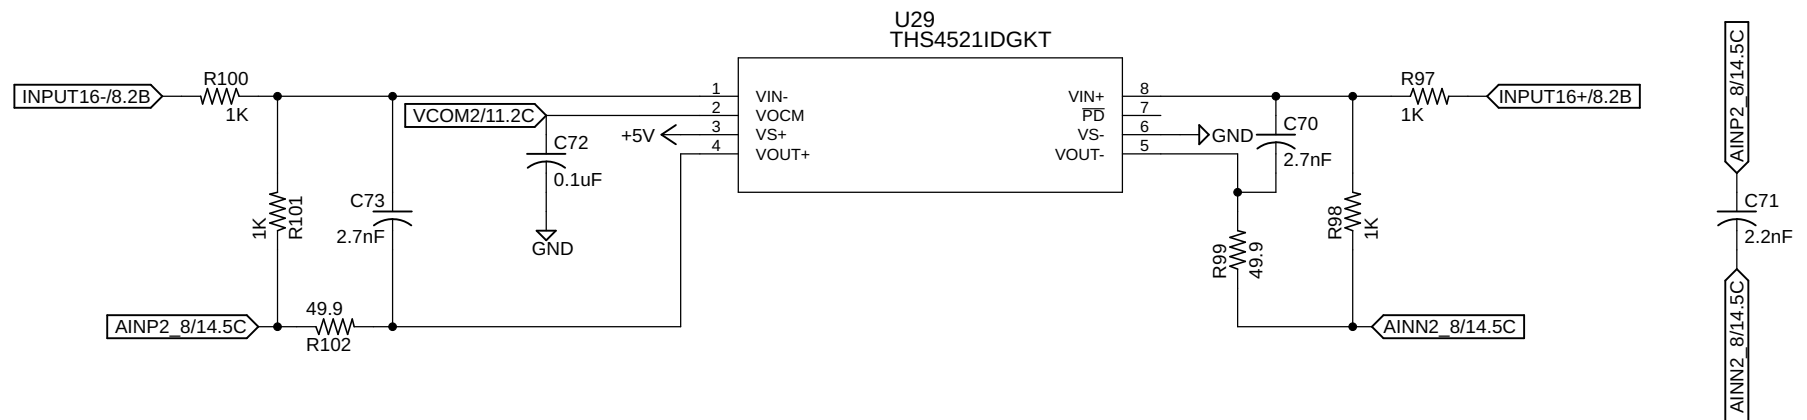 U29
THS4521IDGKT
INPUT16-/8.2B
R100
1K
VCOM2/11.2C
+5V
1
2
3
4
VIN-
VOCM
VS+
VOUT+
VIN+
PD
VS-
VOUT-
8
7
6
5
GND
C70
2.7nF
R97
1K
INPUT16+/8.2B
C72
0.1uF
GND
R101
1K
C73
2.7nF
R99
49.9
R98
1K
AINP2_8/14.5C
49.9
R102
AINN2_8/14.5C
AINP2_8/14.5C
C71
2.2nF
AINN2_8/14.5C